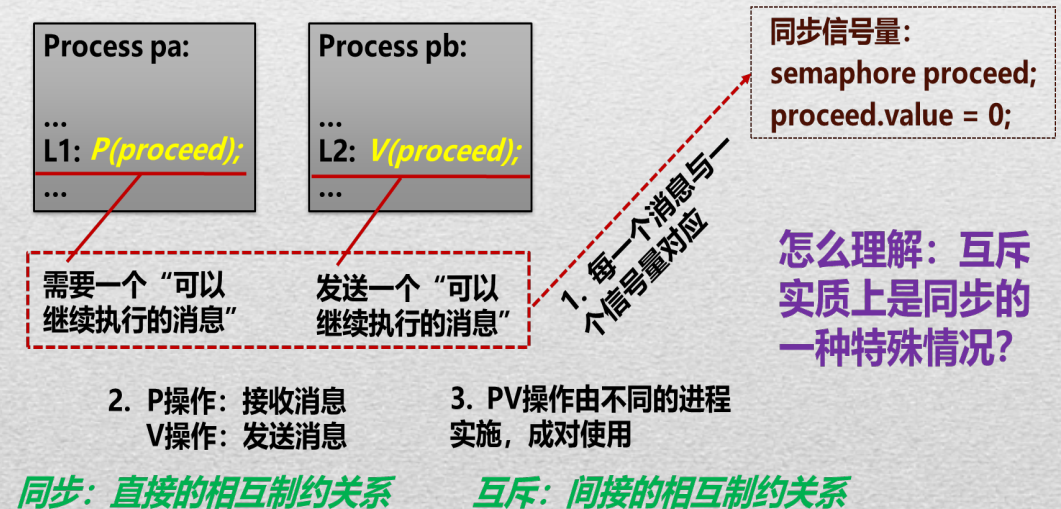 Process pa:
...
L1: P(proceed);
...
Process pb:
...
L2: V(proceed);
...
同步信号量：
semaphore proceed;
proceed.value = 0;
需要一个“可以
继续执行的消息”
发送一个“可以
继续执行的消息”
1. 每一个消息与一
个信号量对应
怎么理解：互斥
实质上是同步的
一种特殊情况？
2. P操作：接收消息
V操作：发送消息
3. PV操作由不同的进程
实施，成对使用
同步：直接的相互制约关系
互斥：间接的相互制约关系